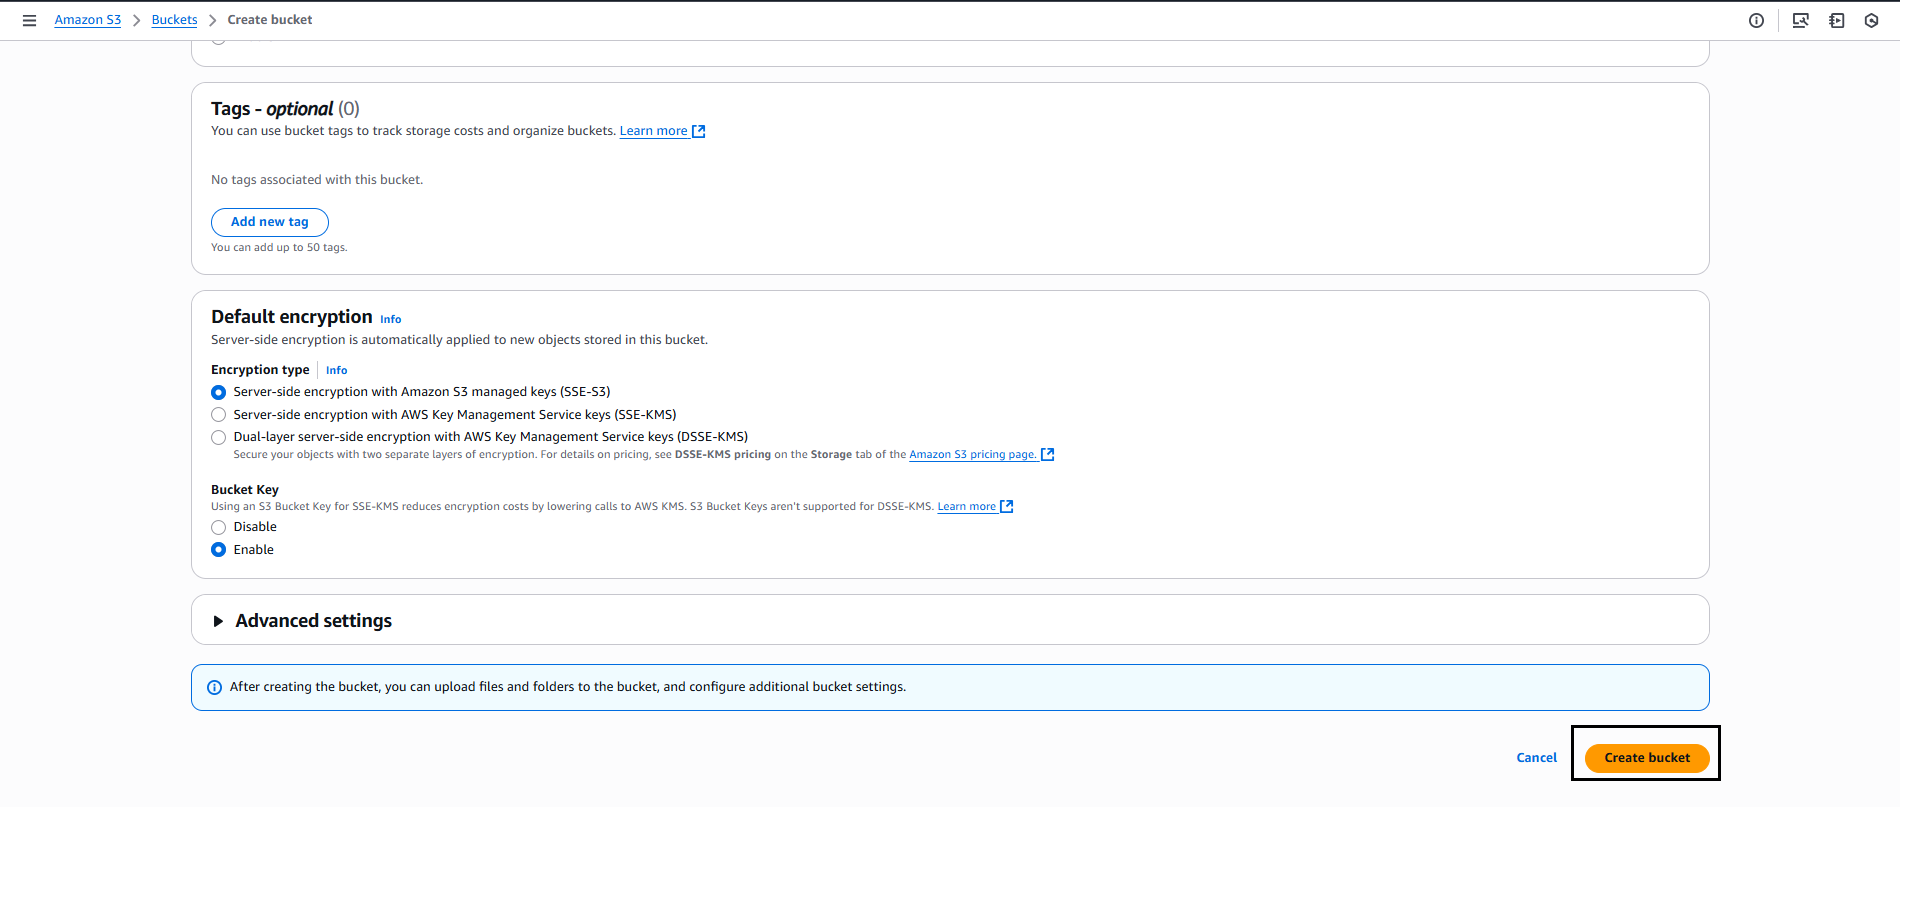 Amazon S3 > Buckets > Create bucket
Tags - optional (0)
You can use bucket tags to track storage costs and organize buckets. Learn more
No tags associated with this bucket.
Add new tag
You can add up to 50 tags.
Default encryption Info
Server-side encryption is automatically applied to new objects stored in this bucket.
Encryption type Info
Server-side encryption with Amazon S3 managed keys (SSE-S3)
Server-side encryption with AWS Key Management Service keys (SSE-KMS)
Dual-layer server-side encryption with AWS Key Management Service keys (DSSE-KMS)
Secure your objects with two separate layers of encryption. For details on pricing, see DSSE-KMS pricing on the Storage tab of the Amazon S3 pricing page.
Bucket Key
Using an S3 Bucket Key for SSE-KMS reduces encryption costs by lowering calls to AWS KMS. S3 Bucket Keys aren't supported for DSSE-KMS. Learn more
Disable
Enable
Advanced settings
After creating the bucket, you can upload files and folders to the bucket, and configure additional bucket settings.
Cancel Create bucket